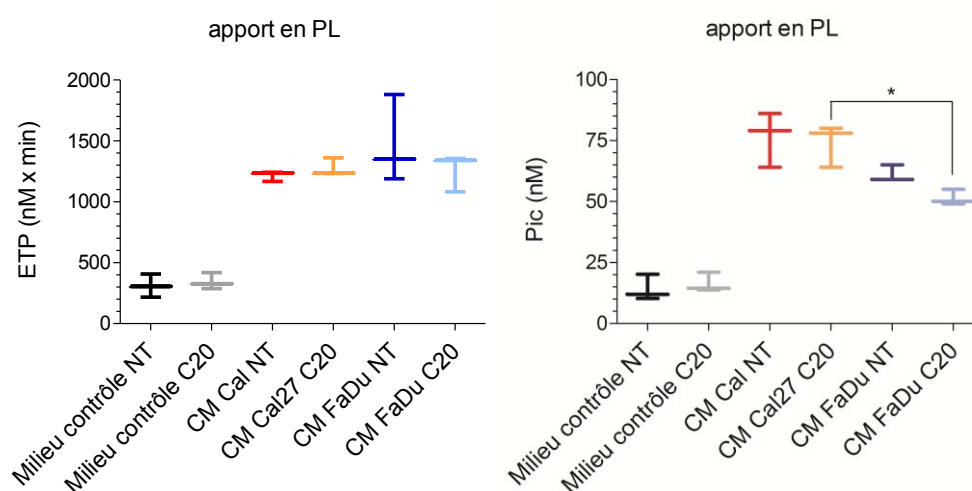 apport en PL
ETP (nM x min)
2000
1500
1000
500
0
Milieu contrôle NT
Milieu contrôle C20
CM Cal NT
CM Cal27 C20
CM FaDu NT
CM FaDu C20
apport en PL
Pic (nM)
100
75
50
25
0
*
Milieu contrôle NT
Milieu contrôle C20
CM Cal NT
CM Cal27 C20
CM FaDu NT
CM FaDu C20